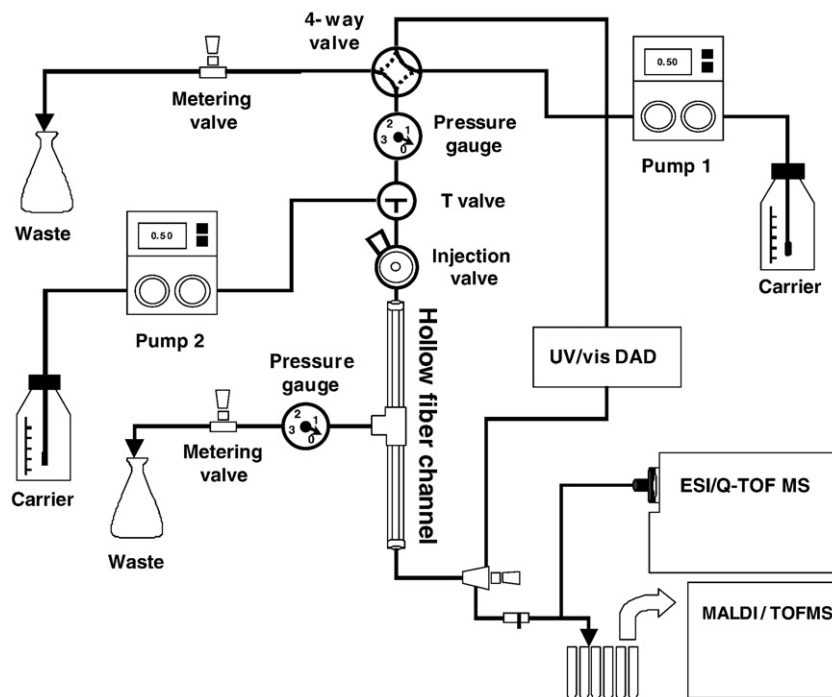 4-way
valve
Metering
valve
Waste
Pressure
gauge
3 2 1 0
0.50
Pump 1
Carrier
T valve
0.50
Pump 2
Injection
valve
Carrier
Pressure
gauge
3 2 1 0
Metering
valve
Waste
Hollow fiber channel
UV/vis DAD
ESI/Q-TOF MS
MALDI / TOFMS